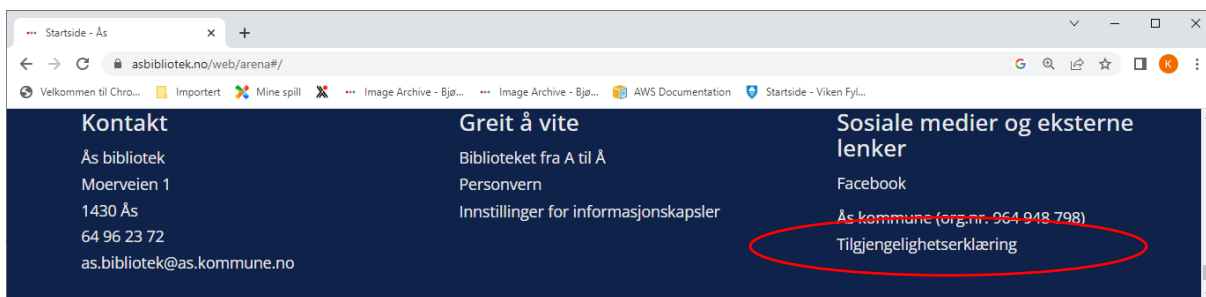 Startside - Ås
asbibliotek.no/web/arena#/
G
K
Velkommen til Chro...
Importert
Mine spill
Image Archive - Bjø...
Image Archive - Bjø...
AWS Documentation
Startside - Viken Fyl...
Kontakt
Ås bibliotek
Moerveien 1
1430 Ås
64 96 23 72
as.bibliotek@as.kommune.no
Greit å vite
Biblioteket fra A til Å
Personvern
Innstillinger for informasjonskapsler
Sosiale medier og eksterne
lenker
Facebook
Ås kommune (org.nr. 964 948 798)
Tilgjengelighetserklæring